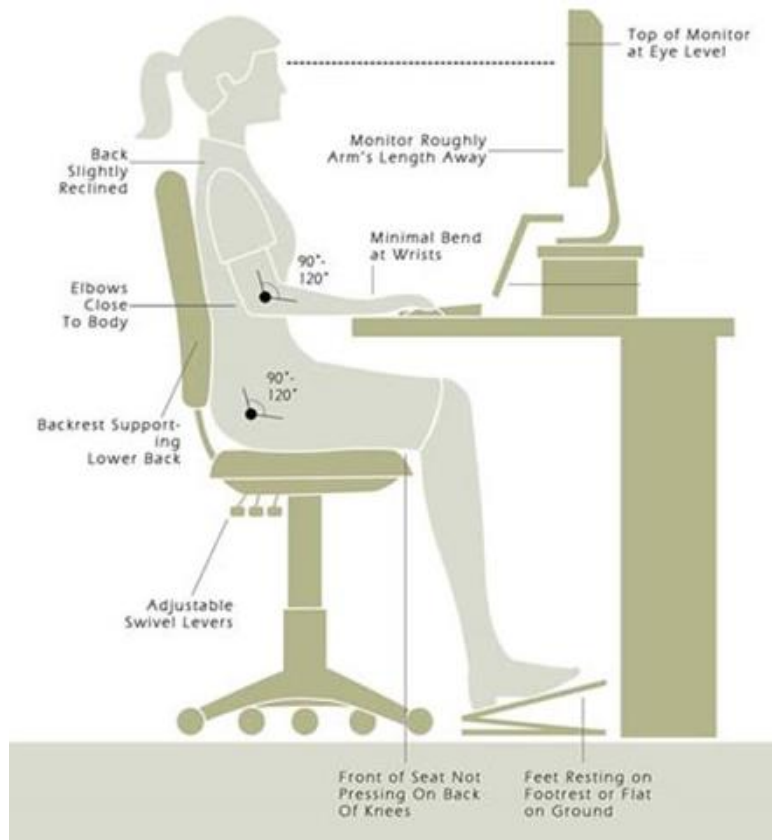 Top of Monitor
at Eye Level
Monitor Roughly
Arm's Length Away
Back
Slightly
Reclined
Minimal Bend
at Wrists
90°-
120°
Elbows
Close
To Body
90°-
120°
Backrest Support-
ing
Lower Back
Adjustable
Swivel Levers
Front of Seat Not
Pressing On Back
Of Knees
Feet Resting on
Footrest or Flat
on Ground